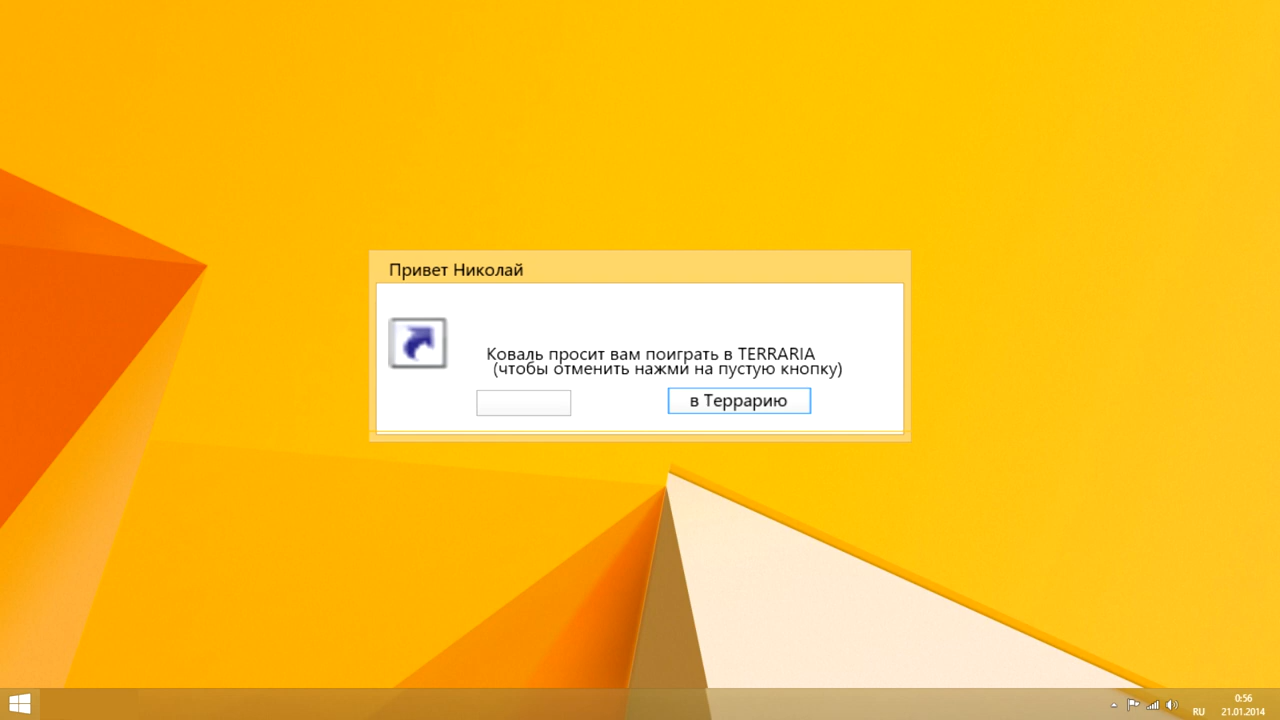 Привет Николай
Коваль просит вам поиграть в TERRARIA
(чтобы отменить нажми на пустую кнопку)
в Террарию
0:56
RU 21.01.2014